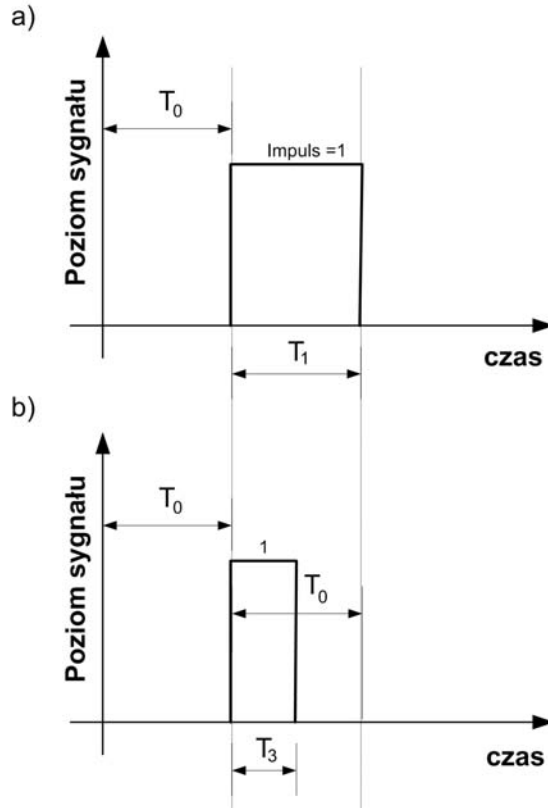 a)
Poziom sygnału
T₀
Impuls =1
T₁
czas
b)
Poziom sygnału
T₀
1
T₀
T₃
czas